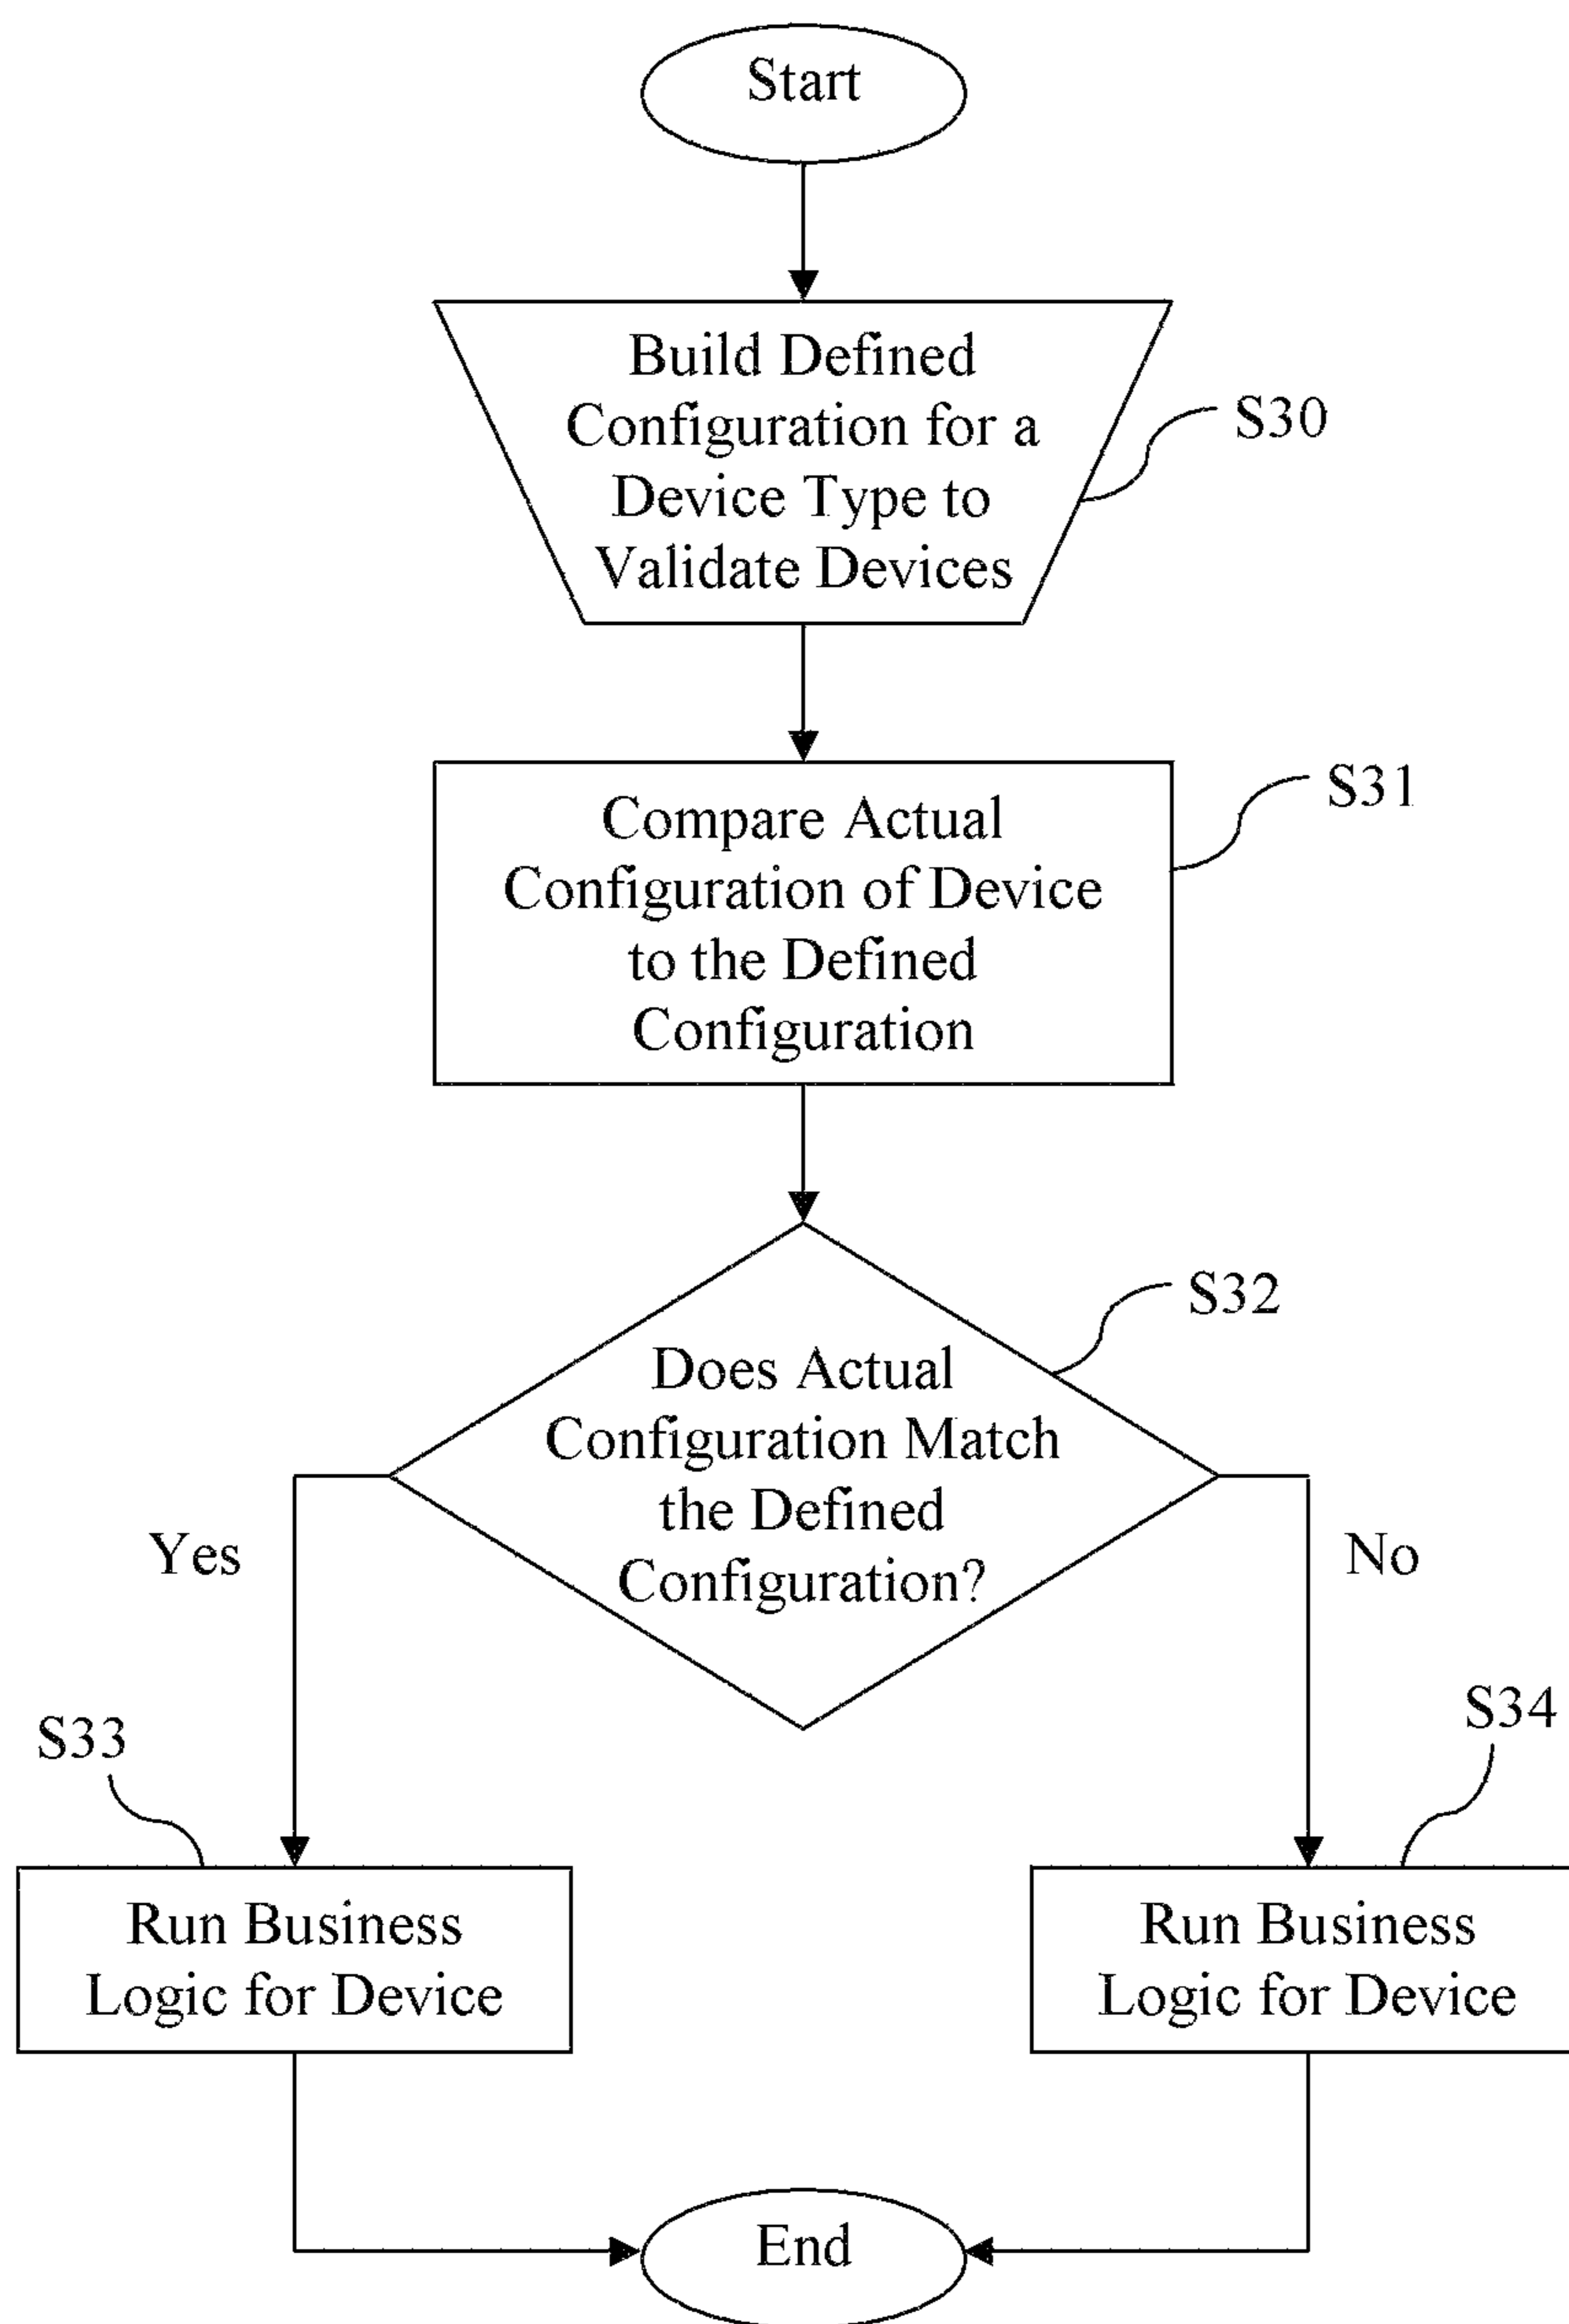 Start
Build Defined
Configuration for a
Device Type to
Validate Devices
S30
Compare Actual
Configuration of Device
to the Defined
Configuration
S31
Does Actual
Configuration Match
the Defined
Configuration?
S32
Yes
No
S33
S34
Run Business
Logic for Device
Run Business
Logic for Device
End